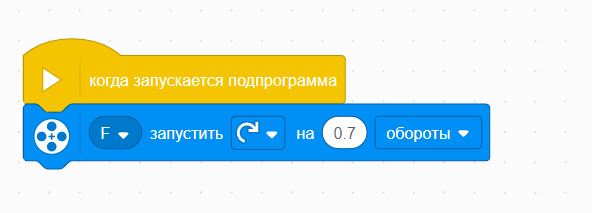 когда запускается подпрограмма
F запустить на 0.7 обороты